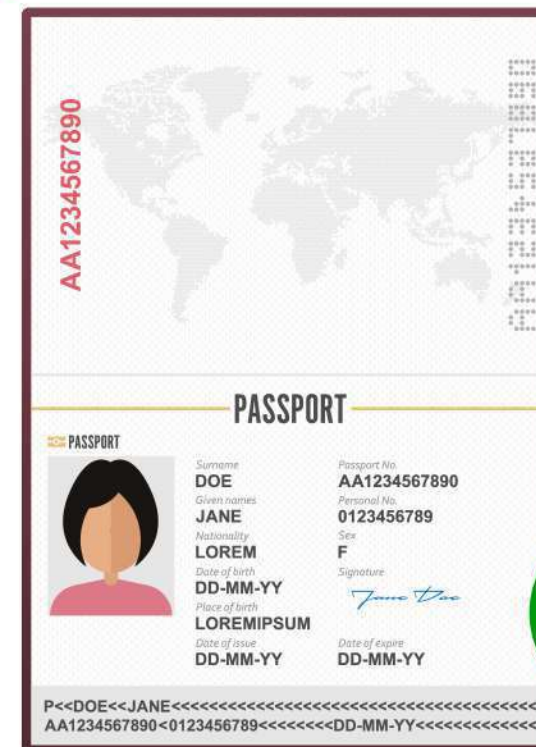 AA1234567890
AA1234567890
PASSPORT
PASSPORT
Surname
DOE
Given names
JANE
Nationality
LOREM
Date of birth
DD-MM-YY
Place of birth
LOREMIPSUM
Date of issue
DD-MM-YY
Passport No.
AA1234567890
Personal No.
0123456789
Sex
F
Signature
Jane Doe
Date of expire
DD-MM-YY
P<<DOE<<JANE<<<<<<<<<<<<<<<<<<<<<<<<<<<<<<<<<<<<<<<
AA1234567890<0123456789<<<<<<<<DD-MM-YY<<<<<<<<<<<<<